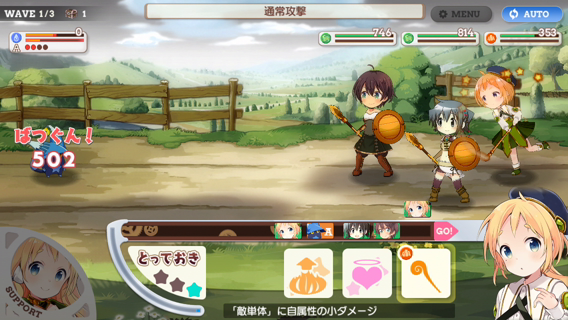 WAVE 1/3 1
通常攻撃
MENU
AUTO
0
A
746
814
353
ばつぐん!
502
A
GO!
とっておき
SUPPORT
「敵単体」に自属性の小ダメージ